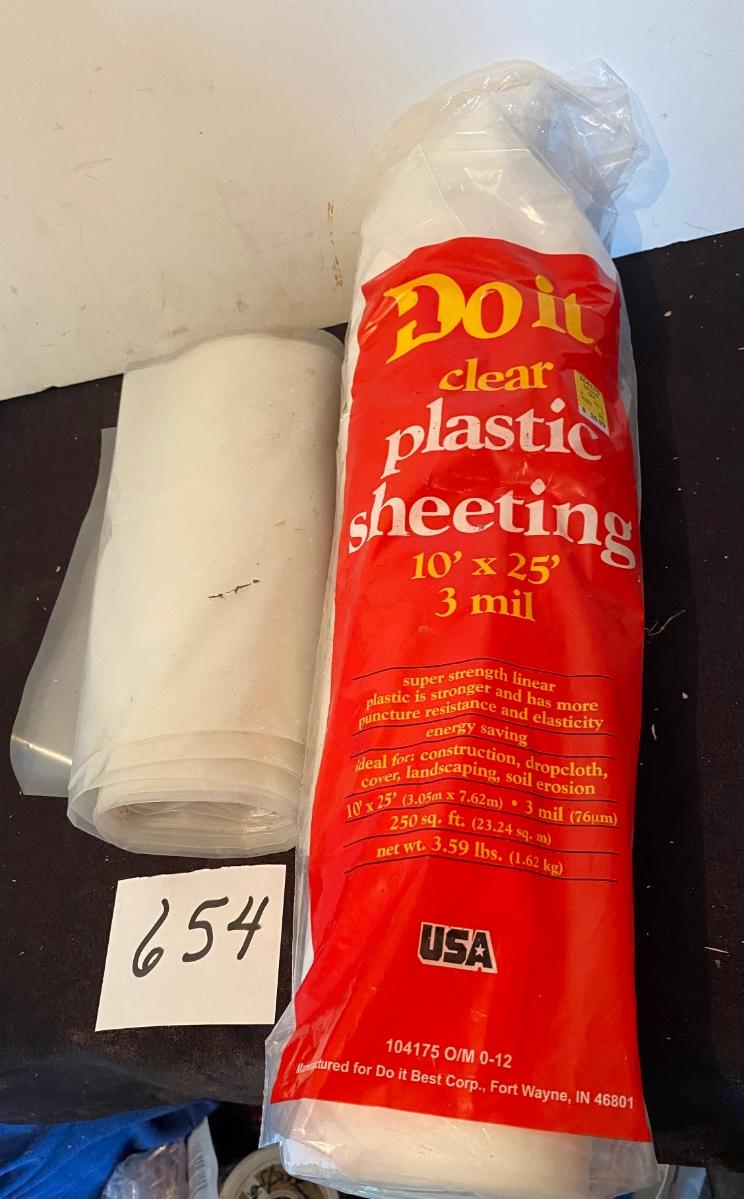 Do it
clear
plastic
sheeting
10' x 25'
3 mil
super strength linear
plastic is stronger and has more
puncture resistance and elasticity
energy saving
ideal for: construction, dropcloth,
cover, landscaping, soil erosion
10' x 25' (3.05m x 7.62m) • 3 mil (76µm)
250 sq. ft. (23.24 sq. m)
net wt. 3.59 lbs. (1.62 kg)
USA
104175 O/M 0-12
Manufactured for Do it Best Corp., Fort Wayne, IN 46801
654